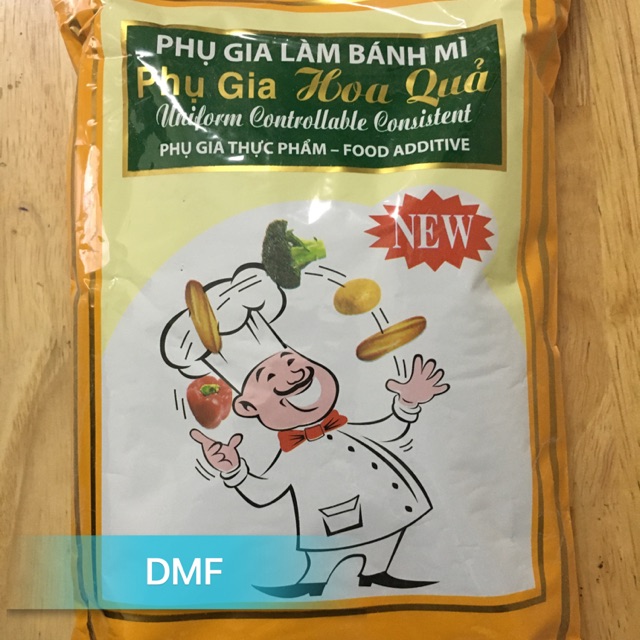 PHỤ GIA LÀM BÁNH MÌ
Phụ Gia Hoa Quả
Uniform Controllable Consistent
PHỤ GIA THỰC PHẨM – FOOD ADDITIVE
NEW
DMF